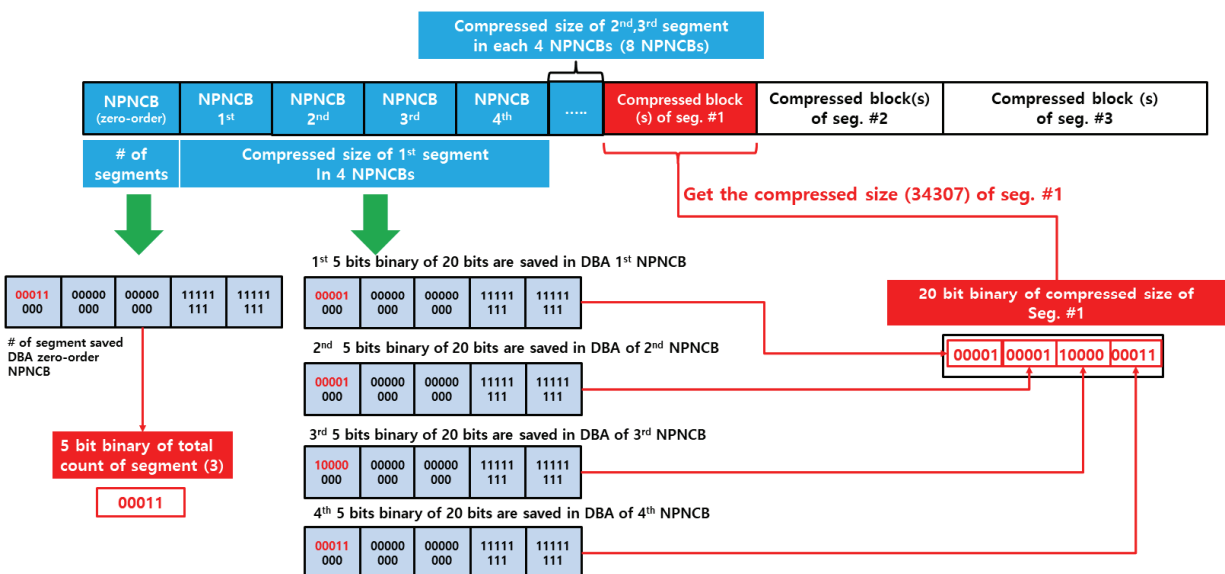 Compressed size of 2nd,3rd segment
in each 4 NPNCBs (8 NPNCBs)
NPNCB
(zero-order)
NPNCB
1st
NPNCB
2nd
NPNCB
3rd
NPNCB
4th
.....
Compressed block
(s) of seg. #1
Compressed block(s)
of seg. #2
Compressed block (s)
of seg. #3
# of
segments
Compressed size of 1st segment
In 4 NPNCBs
Get the compressed size (34307) of seg. #1
1st 5 bits binary of 20 bits are saved in DBA 1st NPNCB
00011
000
00000
000
00000
000
11111
111
11111
111
# of segment saved
DBA zero-order
NPNCB
00001
000
00000
000
00000
000
11111
111
11111
111
20 bit binary of compressed size of
Seg. #1
00001 00001 10000 00011
2nd 5 bits binary of 20 bits are saved in DBA of 2nd NPNCB
00001
000
00000
000
00000
000
11111
111
11111
111
3rd 5 bits binary of 20 bits are saved in DBA of 3rd NPNCB
10000
000
00000
000
00000
000
11111
111
11111
111
5 bit binary of total
count of segment (3)
00011
4th 5 bits binary of 20 bits are saved in DBA of 4th NPNCB
00011
000
00000
000
00000
000
11111
111
11111
111